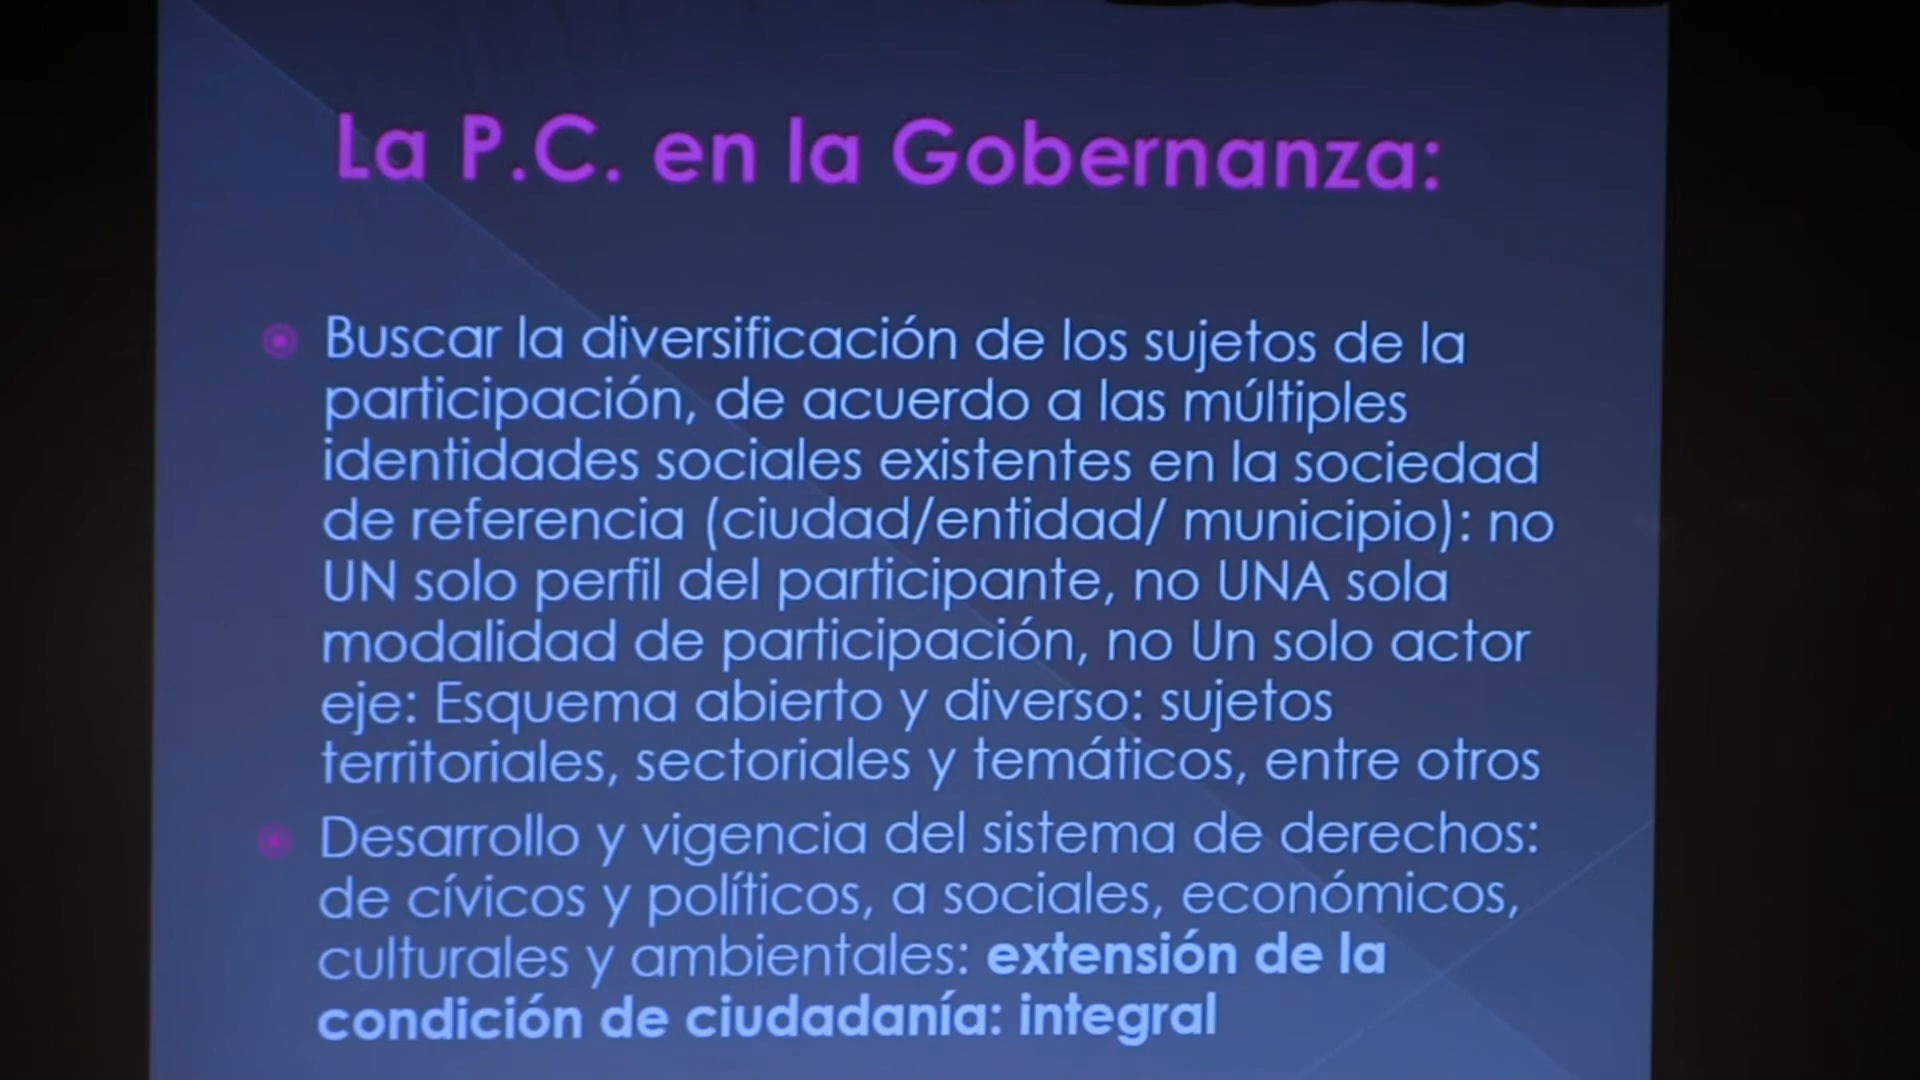 La P.C. en la Gobernanza:
Buscar la diversificación de los sujetos de la
participación, de acuerdo a las múltiples
identidades sociales existentes en la sociedad
de referencia (ciudad/entidad/ municipio): no
UN solo perfil del participante, no UNA sola
modalidad de participación, no Un solo actor
eje: Esquema abierto y diverso: sujetos
territoriales, sectoriales y temáticos, entre otros
Desarrollo y vigencia del sistema de derechos:
de cívicos y políticos, a sociales, económicos,
culturales y ambientales: extensión de la
condición de ciudadanía: integral